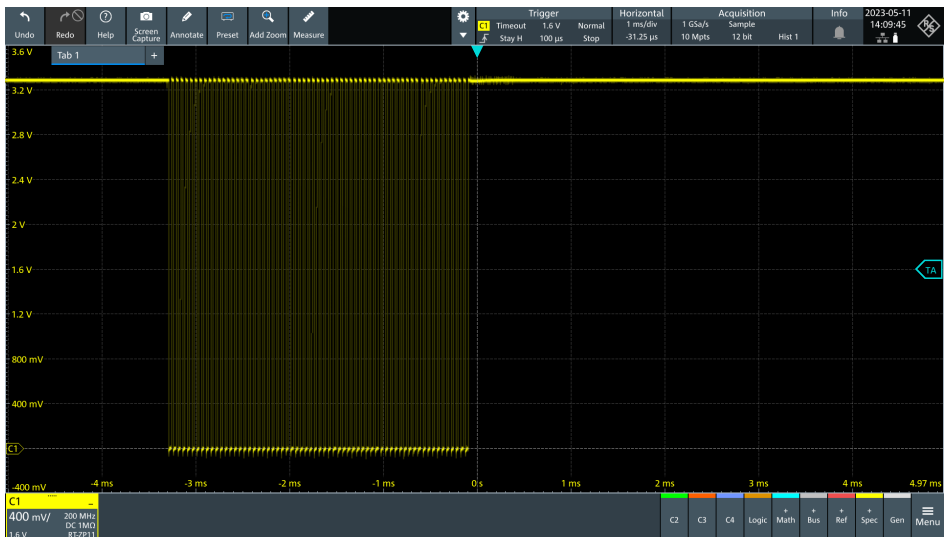 Undo Redo Help Screen Capture Annotate Preset Add Zoom Measure
Trigger
C1 Timeout 1.6 V Normal
Stay H 100 µs Stop
Horizontal
1 ms/div
-31.25 µs
Acquisition
1 GSa/s Sample
10 Mpts 12 bit Hist 1
Info
2023-05-11
14:09:45
R&S
Tab 1 +
3.6 V
3.2 V
2.8 V
2.4 V
2 V
1.6 V
TA
1.2 V
800 mV
400 mV
C1
-400 mV
-4 ms -3 ms -2 ms -1 ms 0 s 1 ms 2 ms 3 ms 4 ms 4.97 ms
C1
400 mV/ 200 MHz
DC 1MΩ
1.6 V RT-ZP11
C2 C3 C4 Logic + Math + Bus + Ref + Spec Gen Menu